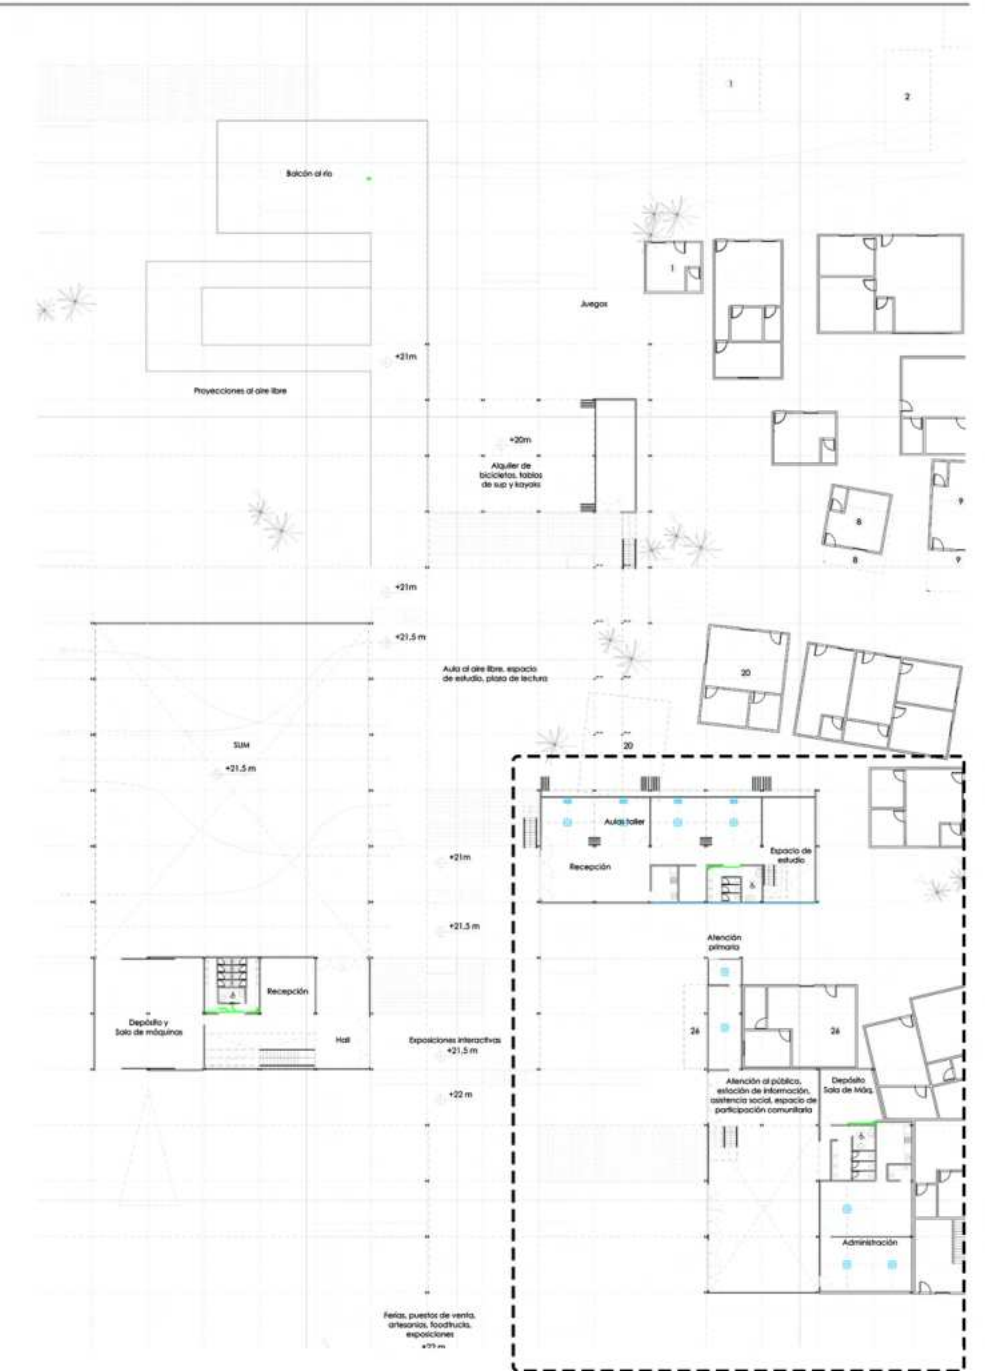 1
2
Balcón al río
1
Juegos
+21m
Proyecciones al aire libre
+20m
Alquiler de
bicicletas, tablas
de sup y kayaks
9
8
8
9
+21m
+21,5 m
Aula al aire libre, espacio
de estudio, plaza de lectura
20
SUM
20
+21,5 m
Aulas taller
Espacio de
estudio
+21m
Recepción
+21,5 m
Atención
primaria
Recepción
Depósito y
Sala de máquinas
Hall
Exposiciones interactivas
+21,5 m
26
26
+22 m
Atención al público,
estación de información,
asistencia social, espacio de
participación comunitaria
Depósito
Sala de Máq.
Administración
Ferias, puestos de venta,
artesanías, foodtrucks,
exposiciones
+22 m